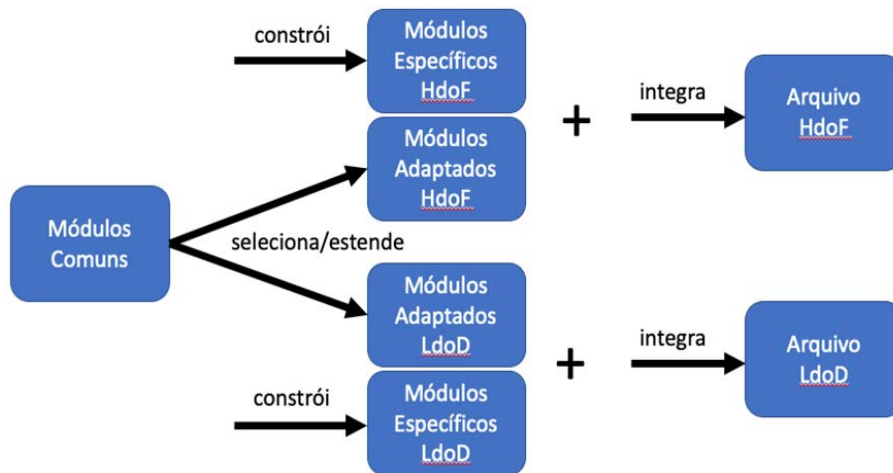 constrói
Módulos
Específicos
HdoF
+
integra
Arquivo
HdoF
Módulos
Adaptados
HdoF
Módulos
Comuns
seleciona/estende
Módulos
Adaptados
LdoD
+
integra
Arquivo
LdoD
constrói
Módulos
Específicos
LdoD